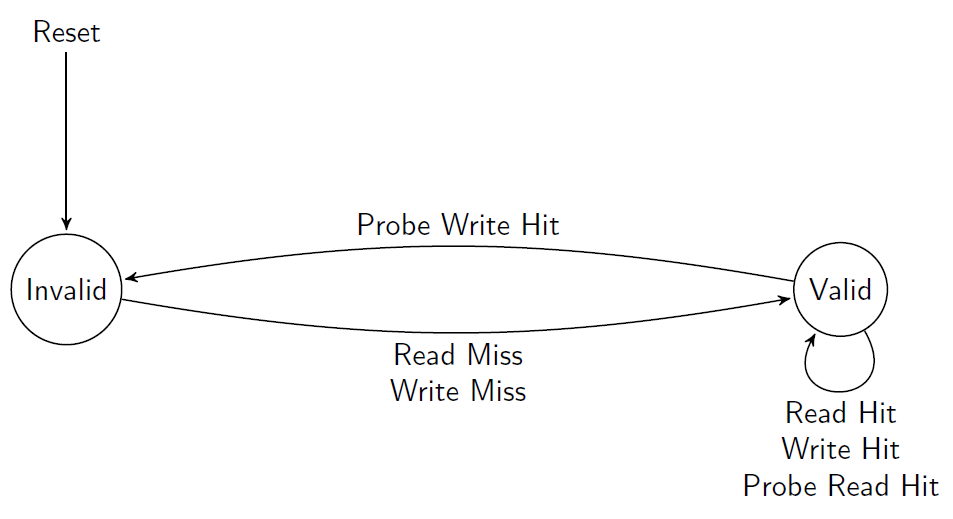 Reset
Probe Write Hit
Invalid
Valid
Read Miss
Write Miss
Read Hit
Write Hit
Probe Read Hit